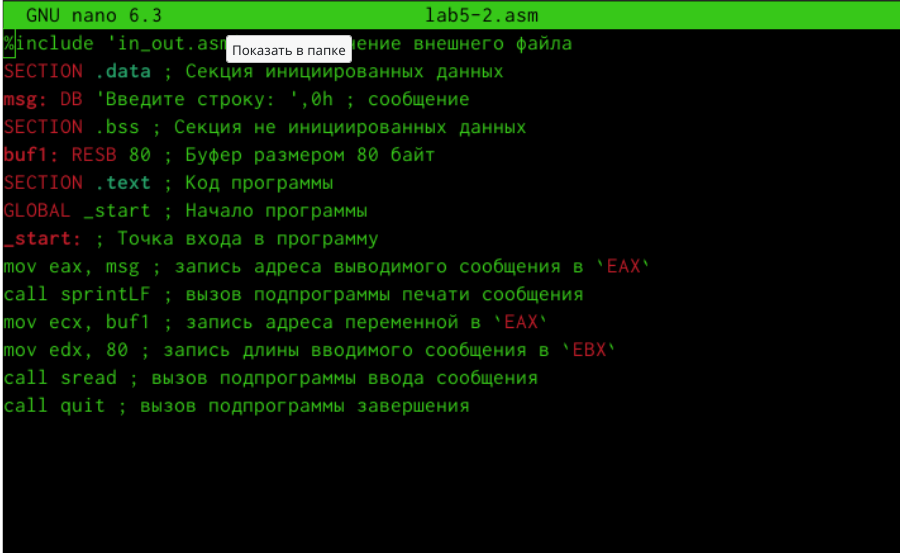 GNU nano 6.3 lab5-2.asm
%include 'in_out.asm ение внешнего файла
Показать в папке
SECTION .data ; Секция инициированных данных
msg: DB 'Введите строку: ',0h ; сообщение
SECTION .bss ; Секция не инициированных данных
buf1: RESB 80 ; Буфер размером 80 байт
SECTION .text ; Код программы
GLOBAL _start ; Начало программы
_start: ; Точка входа в программу
mov eax, msg ; запись адреса выводимого сообщения в `EAX`
call sprintLF ; вызов подпрограммы печати сообщения
mov ecx, buf1 ; запись адреса переменной в `EAX`
mov edx, 80 ; запись длины вводимого сообщения в `EBX`
call sread ; вызов подпрограммы ввода сообщения
call quit ; вызов подпрограммы завершения